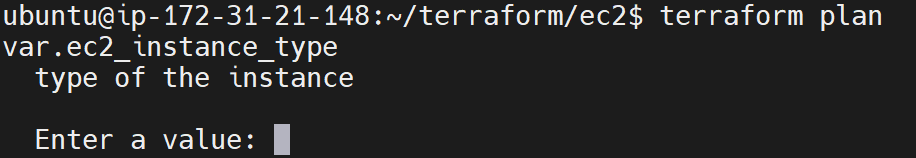 ubuntu@ip-172-31-21-148:~/terraform/ec2$ terraform plan
var.ec2_instance_type
type of the instance
Enter a value: